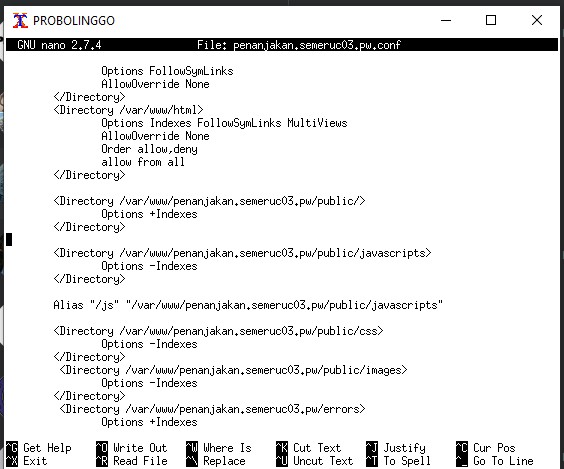 PROBOLINGGO
GNU nano 2.7.4 File: penanjakan.semeruc03.pw.conf
Options FollowSymLinks
AllowOverride None
</Directory>
<Directory /var/www/html>
Options Indexes FollowSymLinks MultiViews
AllowOverride None
Order allow,deny
allow from all
</Directory>
<Directory /var/www/penanjakan.semeruc03.pw/public/>
Options +Indexes
</Directory>
<Directory /var/www/penanjakan.semeruc03.pw/public/javascripts>
Options -Indexes
</Directory>
Alias "/js" "/var/www/penanjakan.semeruc03.pw/public/javascripts"
<Directory /var/www/penanjakan.semeruc03.pw/public/css>
Options -Indexes
</Directory>
<Directory /var/www/penanjakan.semeruc03.pw/public/images>
Options -Indexes
</Directory>
<Directory /var/www/penanjakan.semeruc03.pw/errors>
Options +Indexes
^G Get Help ^O Write Out ^W Where Is ^K Cut Text ^J Justify ^C Cur Pos
^X Exit ^R Read File ^\ Replace ^U Uncut Text ^T To Spell ^_ Go To Line